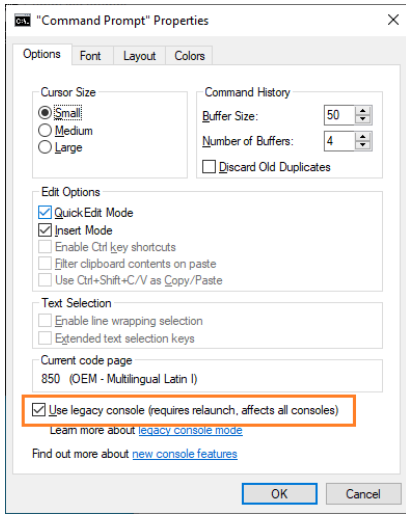 "Command Prompt" Properties
Options Font Layout Colors
Cursor Size
Small
Medium
Large
Command History
Buffer Size: 50
Number of Buffers: 4
Discard Old Duplicates
Edit Options
QuickEdit Mode
Insert Mode
Enable Ctrl key shortcuts
Filter clipboard contents on paste
Use Ctrl+Shift+C/V as Copy/Paste
Text Selection
Enable line wrapping selection
Extended text selection keys
Current code page
850 (OEM - Multilingual Latin I)
Use legacy console (requires relaunch, affects all consoles)
Learn more about legacy console mode
Find out more about new console features
OK Cancel